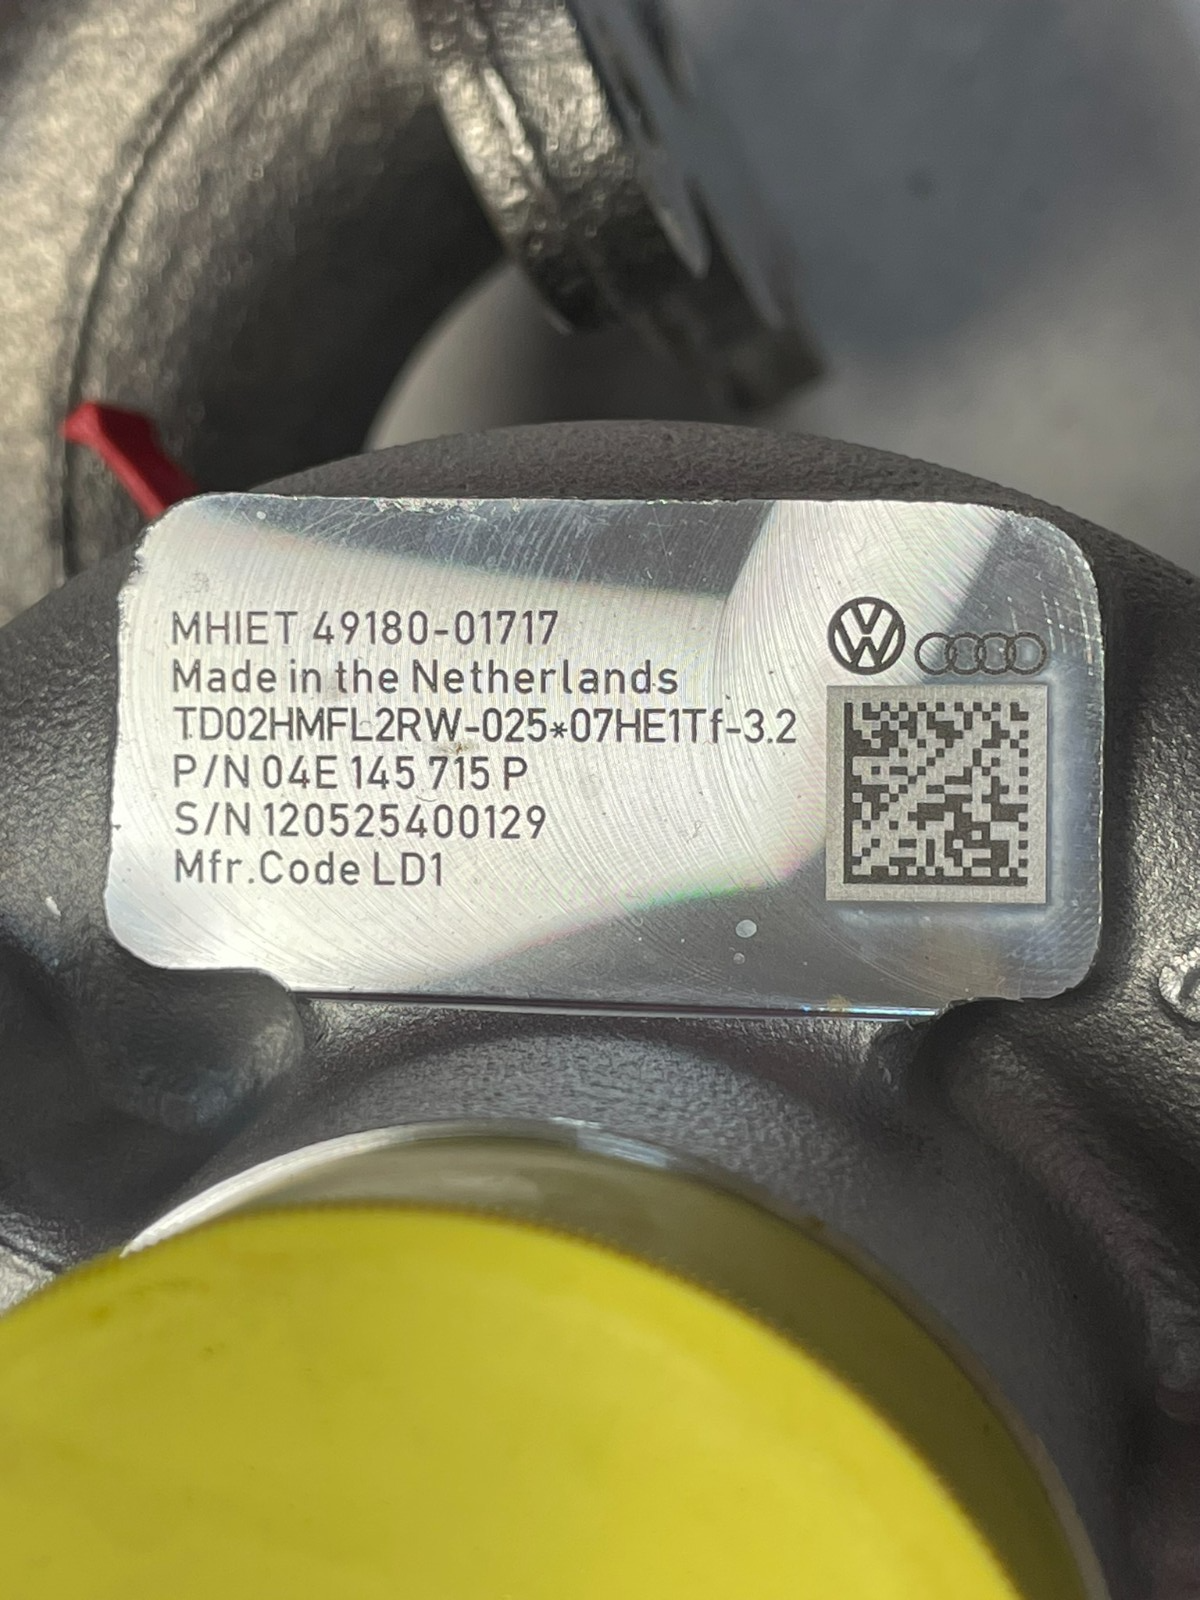 MHIET 49180-01717
Made in the Netherlands
TD02HMFL2RW-025*07HE1Tf-3.2
P/N 04E 145 715 P
S/N 120525400129
Mfr.Code LD1